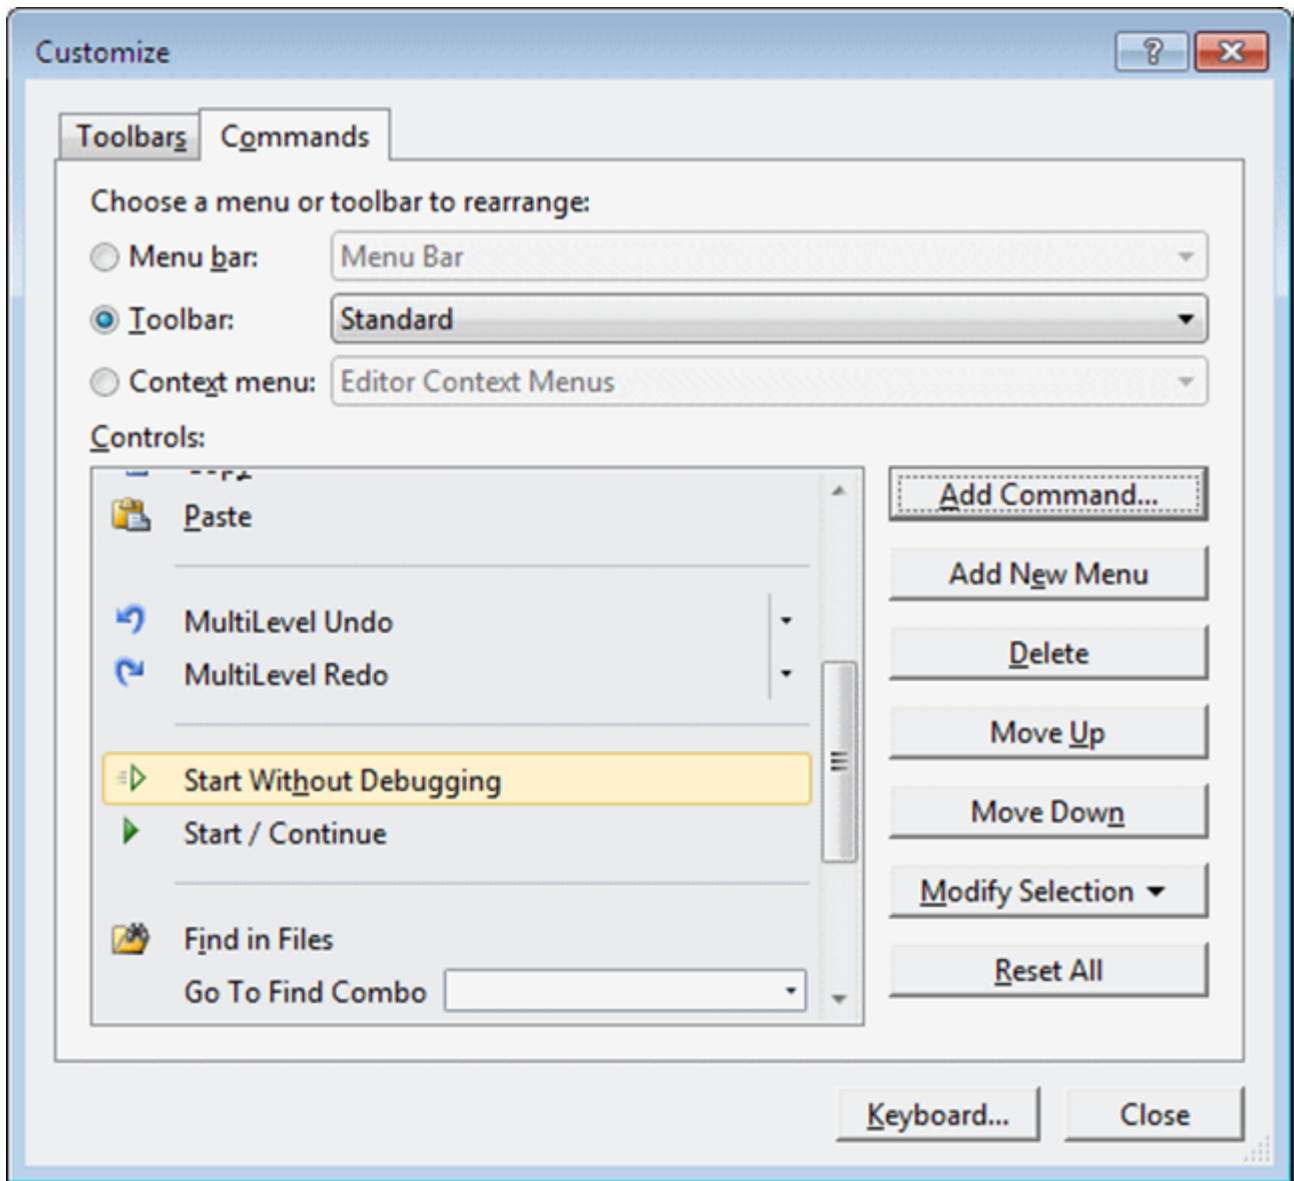 Customize
Toolbars Commands
Choose a menu or toolbar to rearrange:
Menu bar: Menu Bar
Toolbar: Standard
Context menu: Editor Context Menus
Controls:
Paste
MultiLevel Undo
MultiLevel Redo
Start Without Debugging
Start / Continue
Find in Files
Go To Find Combo
Add Command...
Add New Menu
Delete
Move Up
Move Down
Modify Selection
Reset All
Keyboard... Close